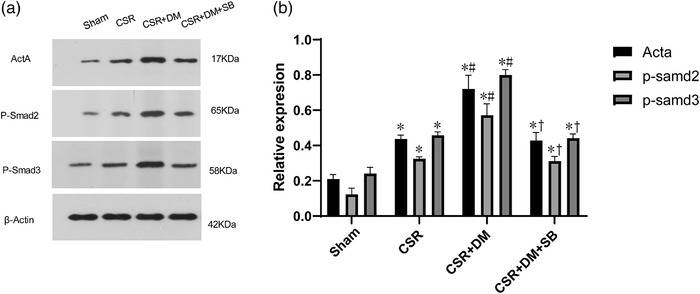 (a)
Sham CSR CSR+DM CSR+DM+SB
ActA 17KDa
P-Smad2 65KDa
P-Smad3 58KDa
β-Actin 42KDa
(b)
Relative expression
0.0
0.2
0.4
0.6
0.8
1.0
* * *
*# *# *#
*† *† *†
Sham
CSR
CSR+DM
CSR+DM+SB
Acta
p-samd2
p-samd3